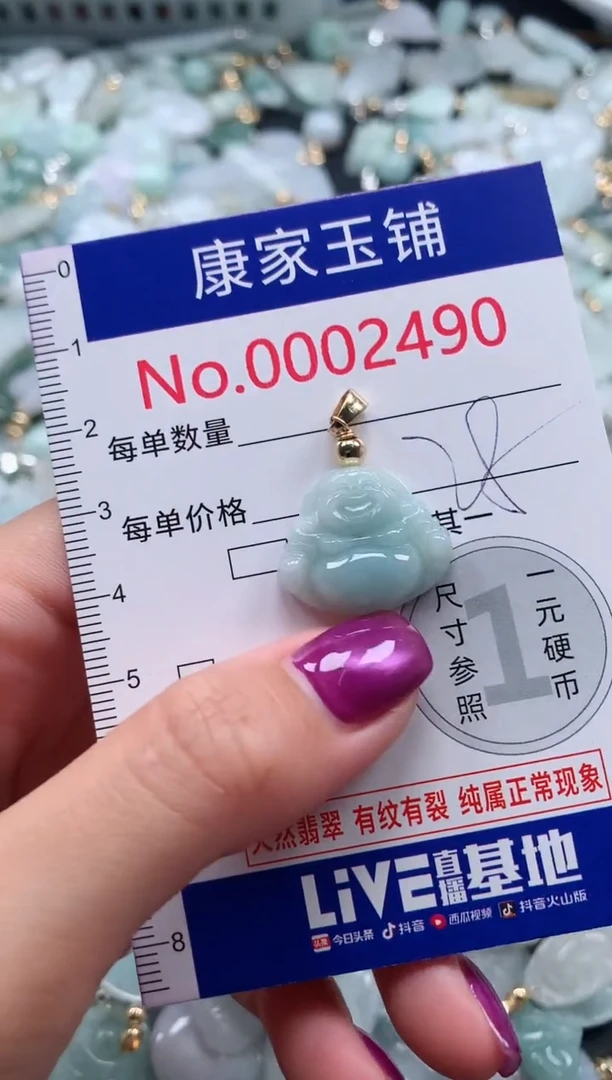 康家玉铺
0
1
2
3
4
5
8
No.0002490
每单数量
每单价格
其一
尺寸参照
1
一元硬币
天然翡翠 有纹有裂 纯属正常现象
LiVE直播基地
头条 今日头条 抖音 西瓜视频 抖音火山版